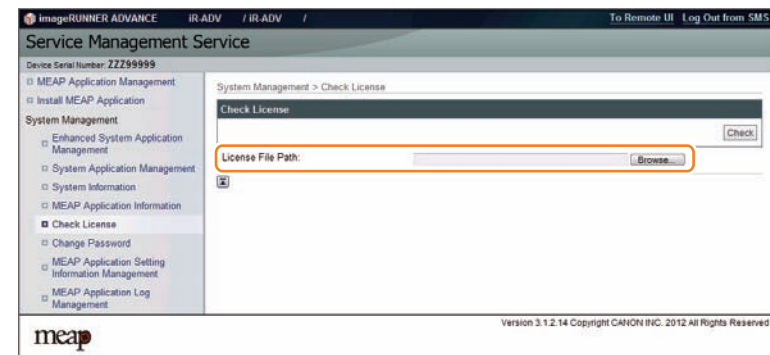 imageRUNNER ADVANCE iR-ADV / iR-ADV /
To Remote UI Log Out from SMS
Service Management Service
Device Serial Number: ZZZ99999
MEAP Application Management
Install MEAP Application
System Management
Enhanced System Application
Management
System Application Management
System Information
MEAP Application Information
Check License
Change Password
MEAP Application Setting
Information Management
MEAP Application Log
Management
System Management > Check License
Check License
Check
License File Path:
Browse...
Version 3.1.2.14 Copyright CANON INC. 2012 All Rights Reserved
meap